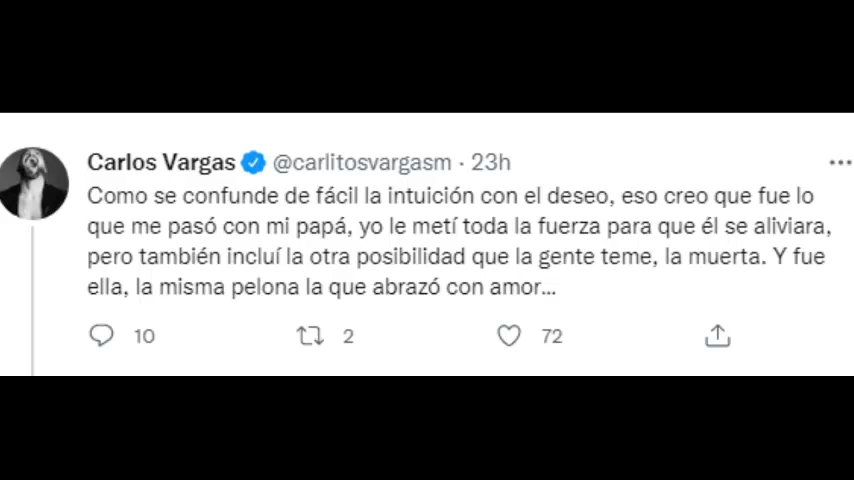 Carlos Vargas @carlitosvargasm · 23h
Como se confunde de fácil la intuición con el deseo, eso creo que fue lo
que me pasó con mi papá, yo le metí toda la fuerza para que él se aliviara,
pero también incluí la otra posibilidad que la gente teme, la muerta. Y fue
ella, la misma pelona la que abrazó con amor...
10 2 72